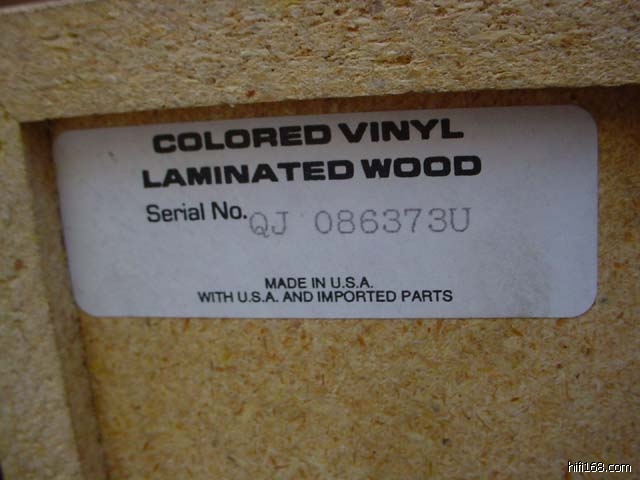 COLORED VINYL
LAMINATED WOOD
Serial No. QJ 086373U
MADE IN U.S.A.
WITH U.S.A. AND IMPORTED PARTS
hifi168.com